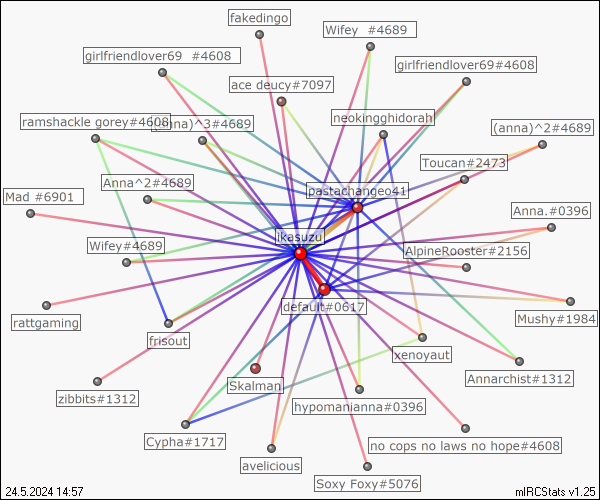 fakedingo
Wifey_#4689
girlfriendlover69_#4608
girlfriendlover69#4608
ace deucy#7097
neokingghidorah
ramshackle gorey#4608
(anna)^3#4689
(anna)^2#4689
Toucan#2473
Anna^2#4689
pastachangeo41
Mad #6901
Anna.#0396
ikasuzu
Wifey#4689
AlpineRooster#2156
default#0617
rattgaming
Mushy#1984
frisout
xenoyaut
Annarchist#1312
Skalman
zibbits#1312
hypomanianna#0396
Cypha#1717
no cops no laws no hope#4608
avelicious
Soxy Foxy#5076
24.5.2024 14:57
mIRCStats v1.25